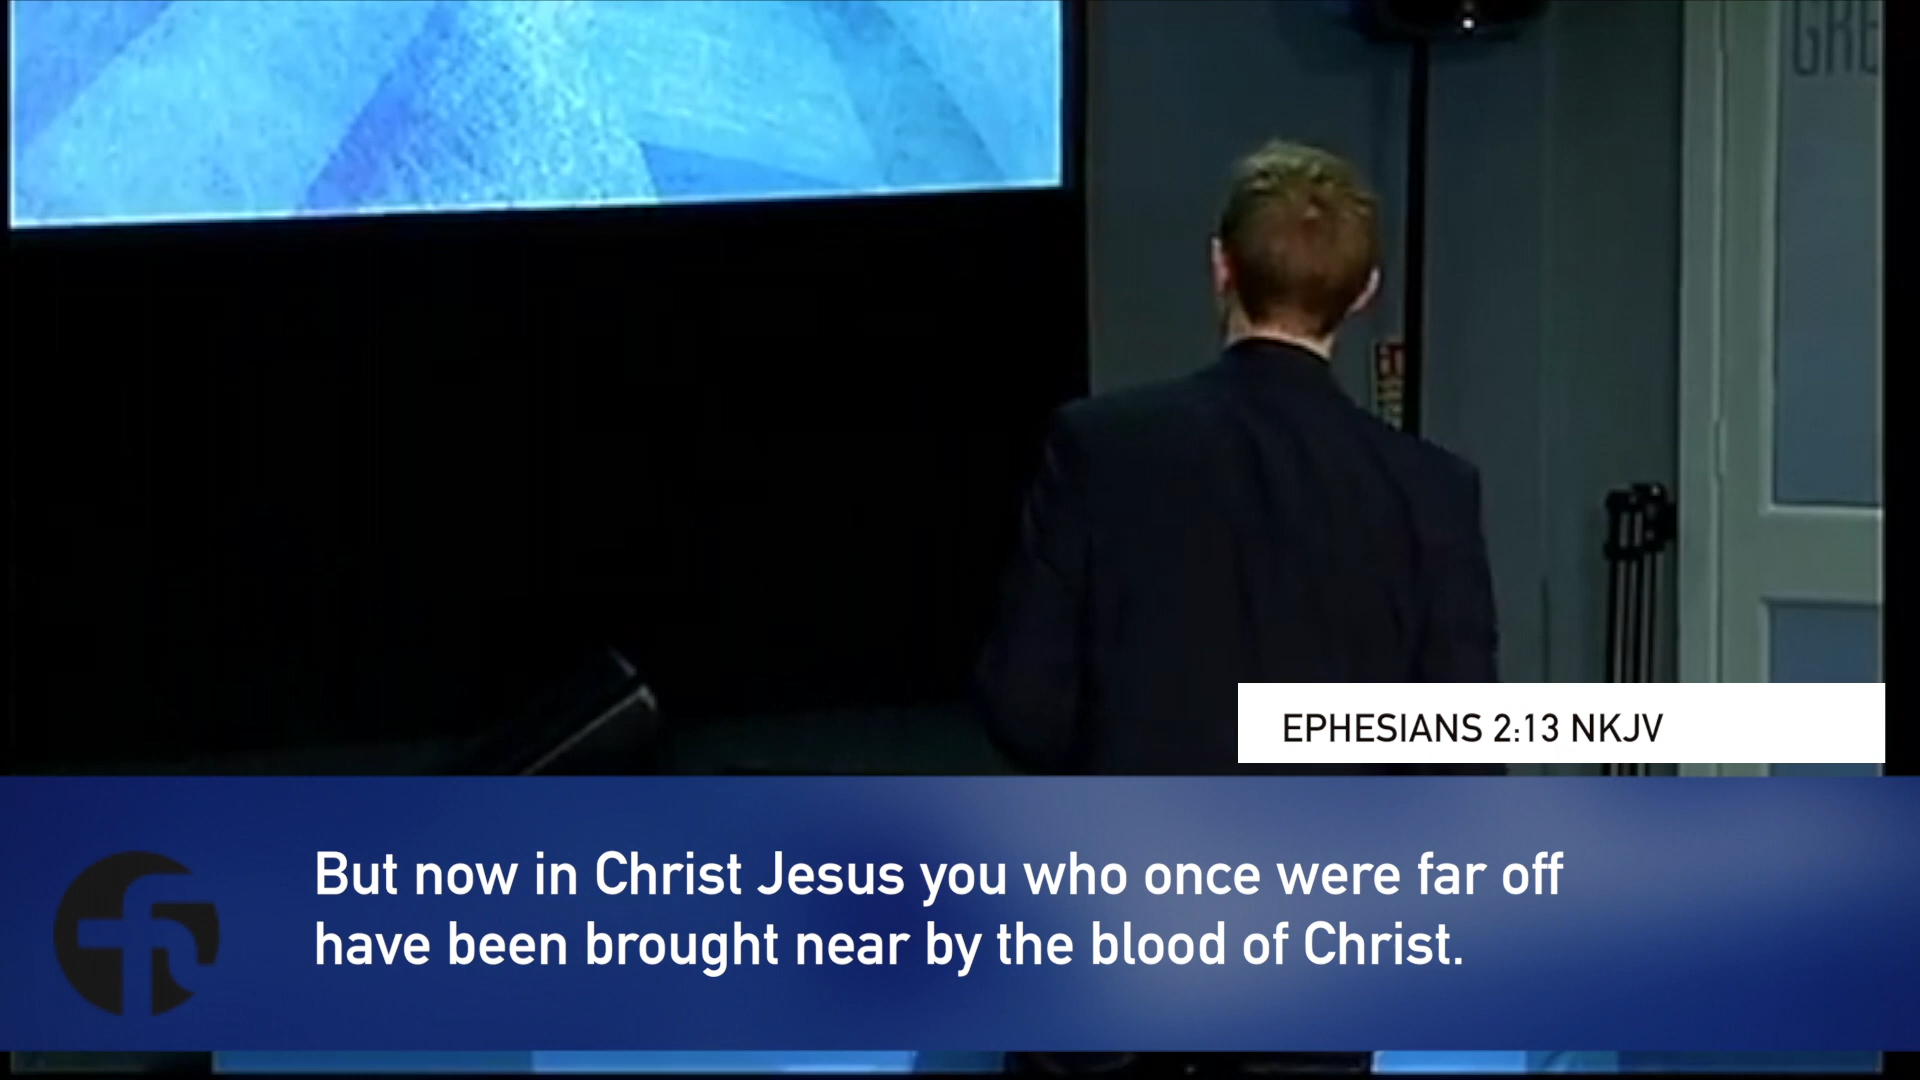 GRE
EPHESIANS 2:13 NKJV
But now in Christ Jesus you who once were far off
have been brought near by the blood of Christ.